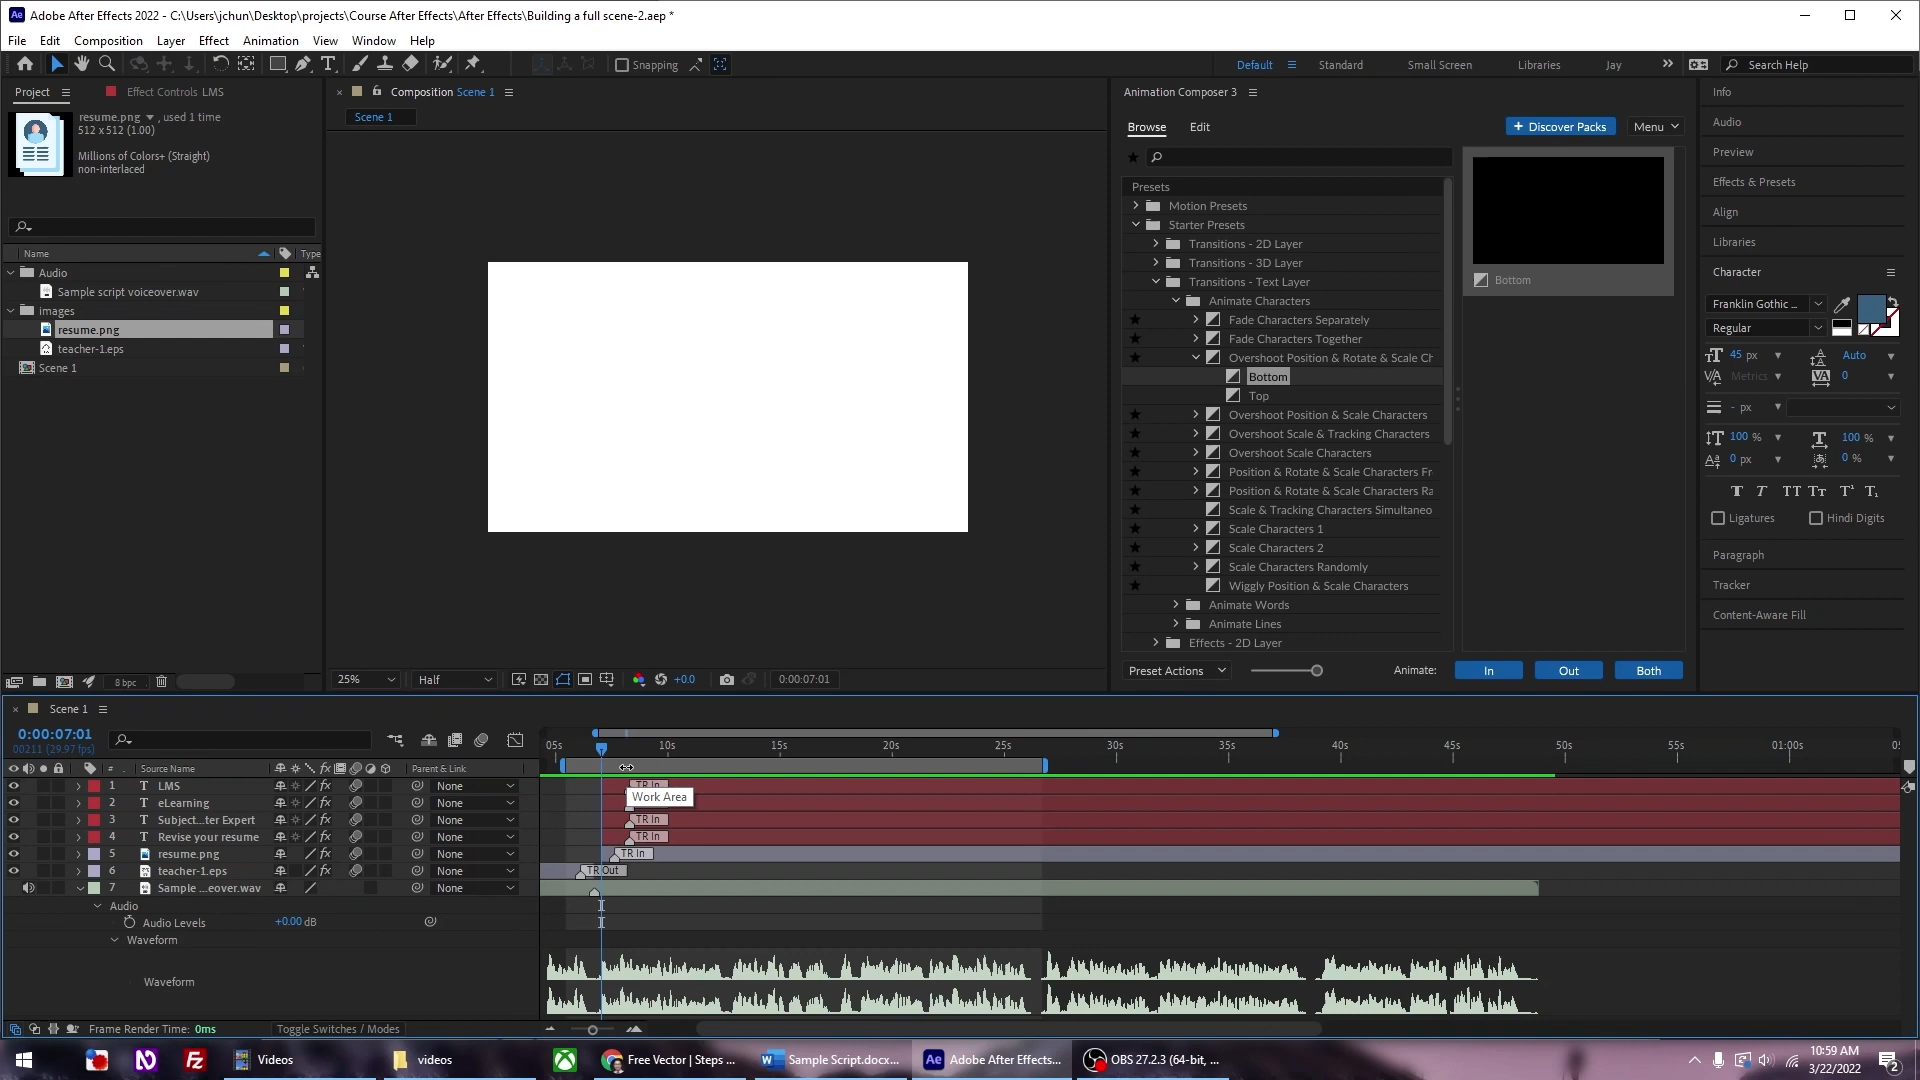 Adobe After Effects 2022 - C:\Users\jchun\Desktop\projects\Course After Effects\After Effects\Building a full scene-2.aep *
File Edit Composition Layer Effect Animation View Window Help
Snapping
Default Standard Small Screen Libraries Jay
Search Help
Project
Effect Controls LMS
resume.png , used 1 time
512 x 512 (1.00)
Millions of Colors+ (Straight)
non-interlaced
Name Type
Audio
Sample script voiceover.wav
images
resume.png
teacher-1.eps
Scene 1
8 bpc
Composition Scene 1
Scene 1
25% Half +0.0 0:00:07:01
Animation Composer 3
Browse Edit + Discover Packs Menu
Presets
Motion Presets
Starter Presets
Transitions - 2D Layer
Transitions - 3D Layer
Transitions - Text Layer
Animate Characters
Fade Characters Separately
Fade Characters Together
Overshoot Position & Rotate & Scale Ch
Bottom
Top
Overshoot Position & Scale Characters
Overshoot Scale & Tracking Characters
Overshoot Scale Characters
Position & Rotate & Scale Characters Fr
Position & Rotate & Scale Characters Ra
Scale & Tracking Characters Simultaneo
Scale Characters 1
Scale Characters 2
Scale Characters Randomly
Wiggly Position & Scale Characters
Animate Words
Animate Lines
Effects - 2D Layer
Bottom
Preset Actions Animate: In Out Both
Info
Audio
Preview
Effects & Presets
Align
Libraries
Character
Franklin Gothic ...
Regular
45 px Auto
Metrics 0
- px
100 % 100 %
0 px 0 %
T T TT Tт T¹ T₁
Ligatures Hindi Digits
Paragraph
Tracker
Content-Aware Fill
Scene 1
0:00:07:01
00211 (29.97 fps)
05s 10s 15s 20s 25s 30s 35s 40s 45s 50s 55s 01:00s
# Source Name Parent & Link
1 T LMS fx None TR In
Work Area
2 T eLearning fx None
3 T Subject...ter Expert fx None TR In
4 T Revise your resume fx None TR In
5 resume.png fx None TR In
6 teacher-1.eps fx None TR Out
7 Sample ...eover.wav None
Audio
Audio Levels +0.00 dB
Waveform
Waveform
Frame Render Time: 0ms Toggle Switches / Modes
Videos videos Free Vector | Steps ... Sample Script.docx... Adobe After Effects... OBS 27.2.3 (64-bit, ...
10:59 AM
3/22/2022
2